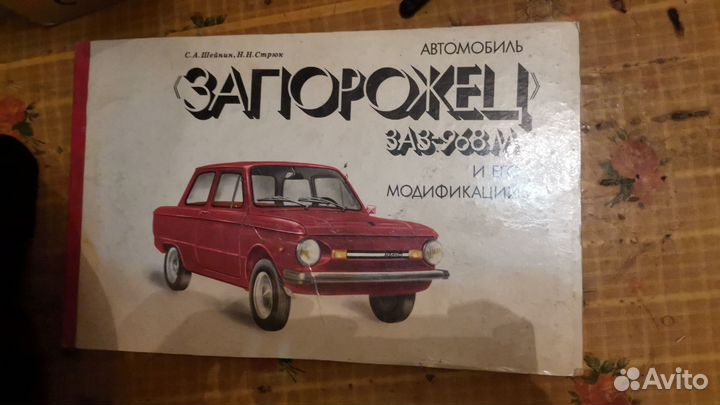 С. А. Шейнин, Н. Н. Стрюк
АВТОМОБИЛЬ
«ЗАПОРОЖЕЦ»
ЗАЗ-968М
И ЕГО
МОДИФИКАЦИИ
Avito